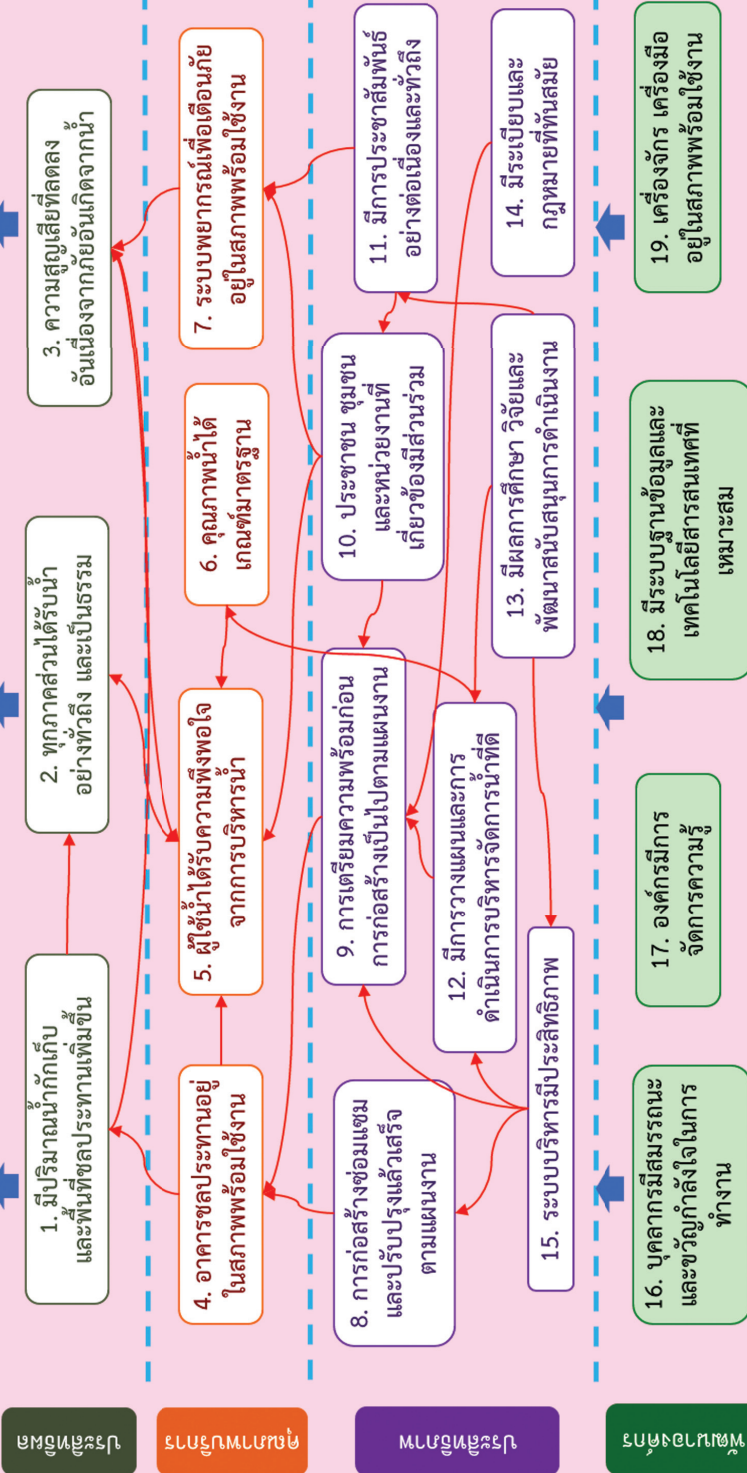 ประสิทธิผล
1. มีปริมาณน้ำกักเก็บ
และพื้นที่ชลประทานเพิ่มขึ้น
2. ทุกภาคส่วนได้รับน้ำ
อย่างทั่วถึง และเป็นธรรม
3. ความสูญเสียที่ลดลง
อันเนื่องจากภัยอันเกิดจากน้ำ
คุณภาพบริการ
4. อาคารชลประทานอยู่
ในสภาพพร้อมใช้งาน
5. ผู้ใช้น้ำได้รับความพึงพอใจ
จากการบริหารน้ำ
6. คุณภาพน้ำได้
เกณฑ์มาตรฐาน
7. ระบบพยากรณ์เพื่อเตือนภัย
อยู่ในสภาพพร้อมใช้งาน
ประสิทธิภาพ
8. การก่อสร้างซ่อมแซม
และปรับปรุงแล้วเสร็จ
ตามแผนงาน
9. การเตรียมความพร้อมก่อน
การก่อสร้างเป็นไปตามแผนงาน
10. ประชาชน ชุมชน
และหน่วยงานที่
เกี่ยวข้องมีส่วนร่วม
11. มีการประชาสัมพันธ์
อย่างต่อเนื่องและทั่วถึง
12. มีการวางแผนและการ
ดำเนินการบริหารจัดการน้ำที่ดี
13. มีผลการศึกษา วิจัยและ
พัฒนาสนับสนุนการดำเนินงาน
14. มีระเบียบและ
กฎหมายที่ทันสมัย
15. ระบบบริหารมีประสิทธิภาพ
พัฒนาองค์กร
16. บุคลากรมีสมรรถนะ
และขวัญกำลังใจในการ
ทำงาน
17. องค์กรมีการ
จัดการความรู้
18. มีระบบฐานข้อมูลและ
เทคโนโลยีสารสนเทศที่
เหมาะสม
19. เครื่องจักร เครื่องมือ
อยู่ในสภาพพร้อมใช้งาน